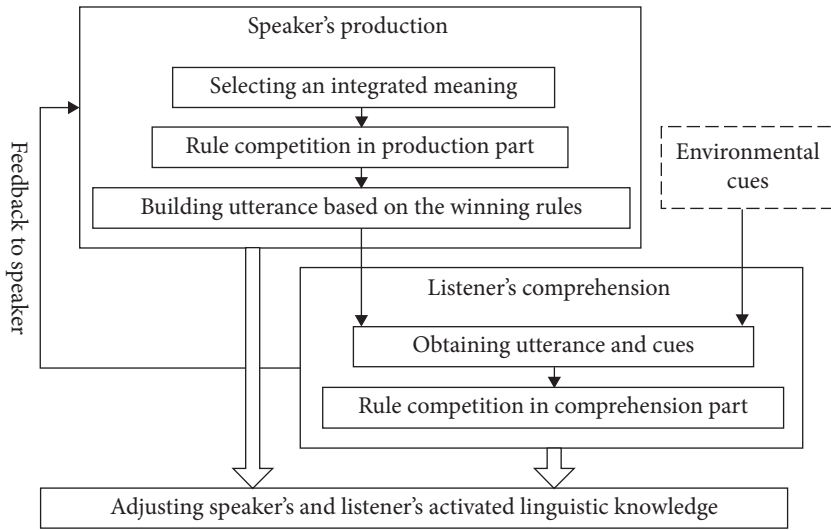 Speaker's production
Selecting an integrated meaning
Rule competition in production part
Building utterance based on the winning rules
Environmental
cues
Feedback to
speaker
Listener's comprehension
Obtaining utterance and cues
Rule competition in comprehension part
Adjusting speaker's and listener's activated linguistic knowledge